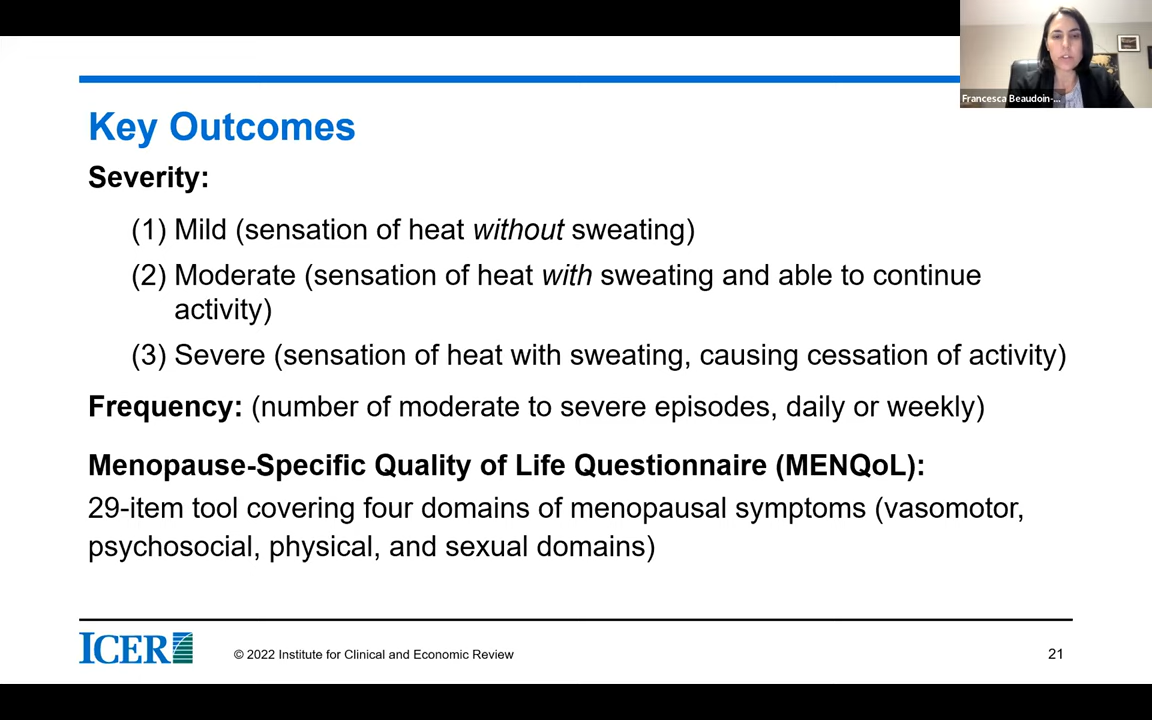 Francesca Beaudoin-...
Key Outcomes
Severity:
(1) Mild (sensation of heat without sweating)
(2) Moderate (sensation of heat with sweating and able to continue
activity)
(3) Severe (sensation of heat with sweating, causing cessation of activity)
Frequency: (number of moderate to severe episodes, daily or weekly)
Menopause-Specific Quality of Life Questionnaire (MENQoL):
29-item tool covering four domains of menopausal symptoms (vasomotor,
psychosocial, physical, and sexual domains)
ICER
© 2022 Institute for Clinical and Economic Review
21